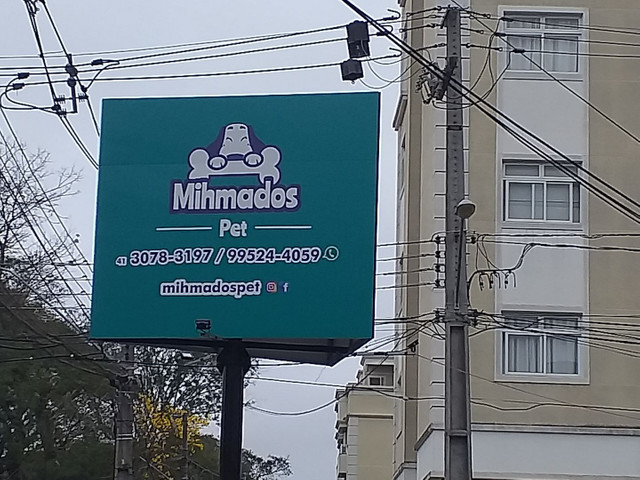 Mihmados
Pet
41 3078-3197 / 99524-4059
mihmadospet